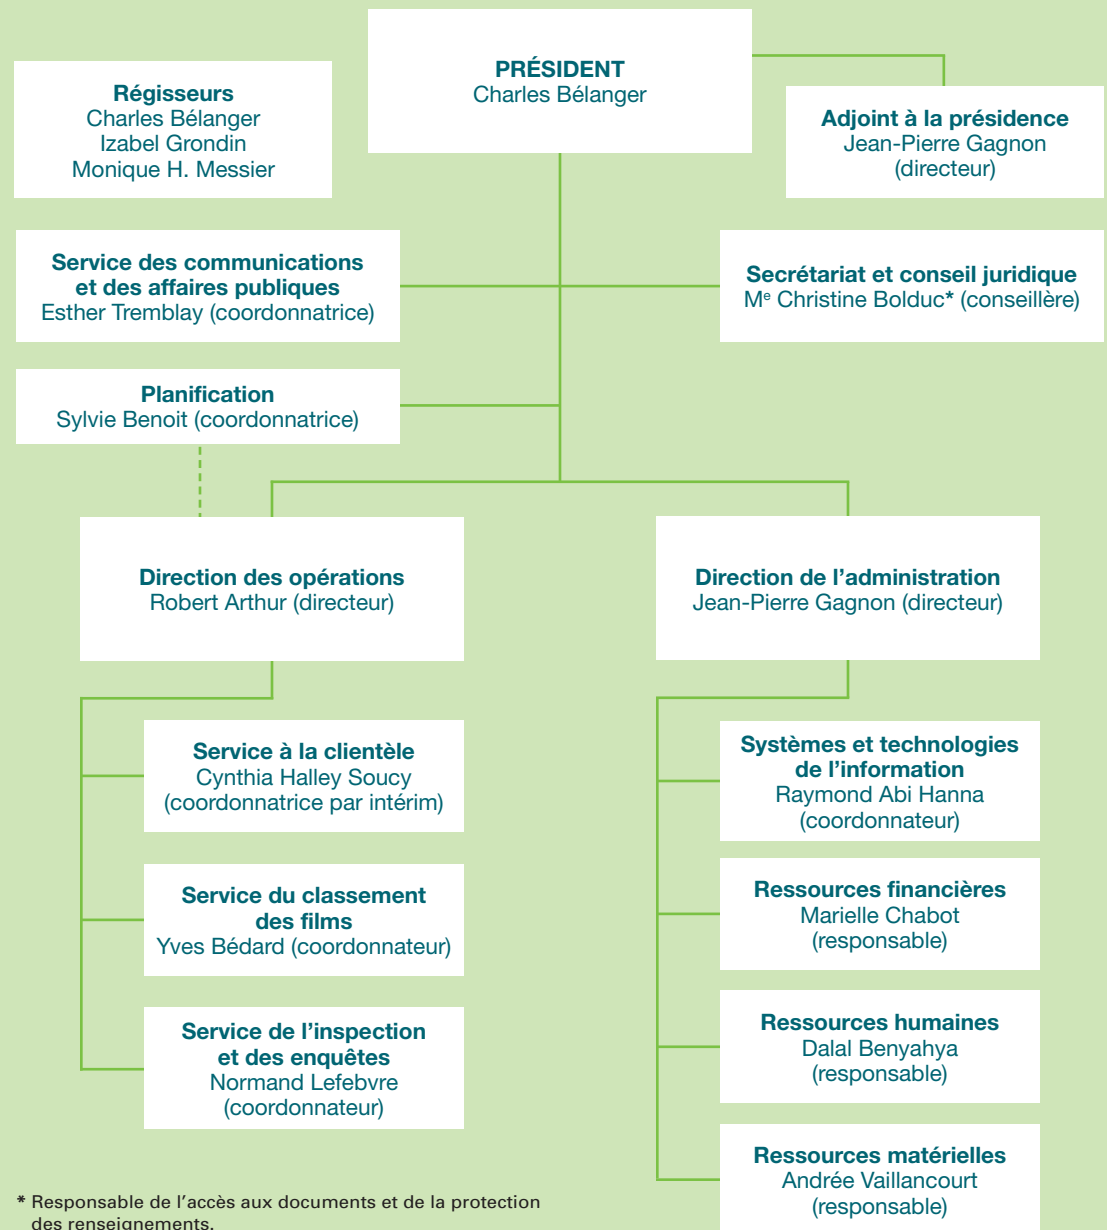 PRÉSIDENT
Charles Bélanger
Régisseurs
Charles Bélanger
Izabel Grondin
Monique H. Messier
Adjoint à la présidence
Jean-Pierre Gagnon
(directeur)
Service des communications
et des affaires publiques
Esther Tremblay (coordonnatrice)
Secrétariat et conseil juridique
Mᵉ Christine Bolduc* (conseillère)
Planification
Sylvie Benoit (coordonnatrice)
Direction des opérations
Robert Arthur (directeur)
Direction de l’administration
Jean-Pierre Gagnon (directeur)
Service à la clientèle
Cynthia Halley Soucy
(coordonnatrice par intérim)
Service du classement
des films
Yves Bédard (coordonnateur)
Service de l’inspection
et des enquêtes
Normand Lefebvre
(coordonnateur)
Systèmes et technologies
de l’information
Raymond Abi Hanna
(coordonnateur)
Ressources financières
Marielle Chabot
(responsable)
Ressources humaines
Dalal Benyahya
(responsable)
Ressources matérielles
Andrée Vaillancourt
(responsable)
* Responsable de l’accès aux documents et de la protection
des renseignements.